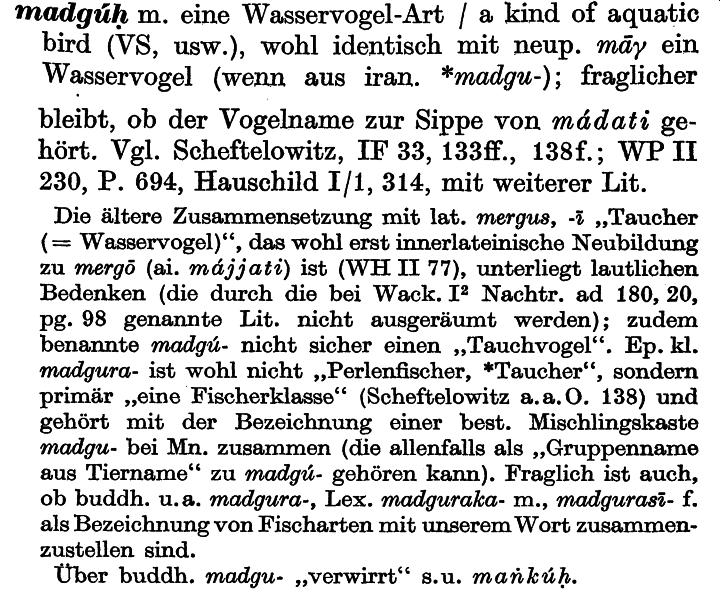 madgúḥ m. eine Wasservogel-Art / a kind of aquatic
bird (VS, usw.), wohl identisch mit neup. māγ ein
Wasservogel (wenn aus iran. *madgu-); fraglicher
bleibt, ob der Vogelname zur Sippe von mádati ge-
hört. Vgl. Scheftelowitz, IF 33, 133ff., 138f.; WP II
230, P. 694, Hauschild I/1, 314, mit weiterer Lit.
Die ältere Zusammensetzung mit lat. mergus, -ī „Taucher
(= Wasservogel)“, das wohl erst innerlateinische Neubildung
zu mergō (ai. májjati) ist (WH II 77), unterliegt lautlichen
Bedenken (die durch die bei Wack. I² Nachtr. ad 180, 20,
pg. 98 genannte Lit. nicht ausgeräumt werden); zudem
benannte madgú- nicht sicher einen „Tauchvogel“. Ep. kl.
madgura- ist wohl nicht „Perlenfischer, *Taucher“, sondern
primär „eine Fischerklasse“ (Scheftelowitz a.a.O. 138) und
gehört mit der Bezeichnung einer best. Mischlingskaste
madgu- bei Mn. zusammen (die allenfalls als „Gruppenname
aus Tiername“ zu madgú- gehören kann). Fraglich ist auch,
ob buddh. u.a. madgura-, Lex. madguraka- m., madgurasī- f.
als Bezeichnung von Fischarten mit unserem Wort zusammen-
zustellen sind.
Über buddh. madgu- „verwirrt“ s.u. maṅkúḥ.